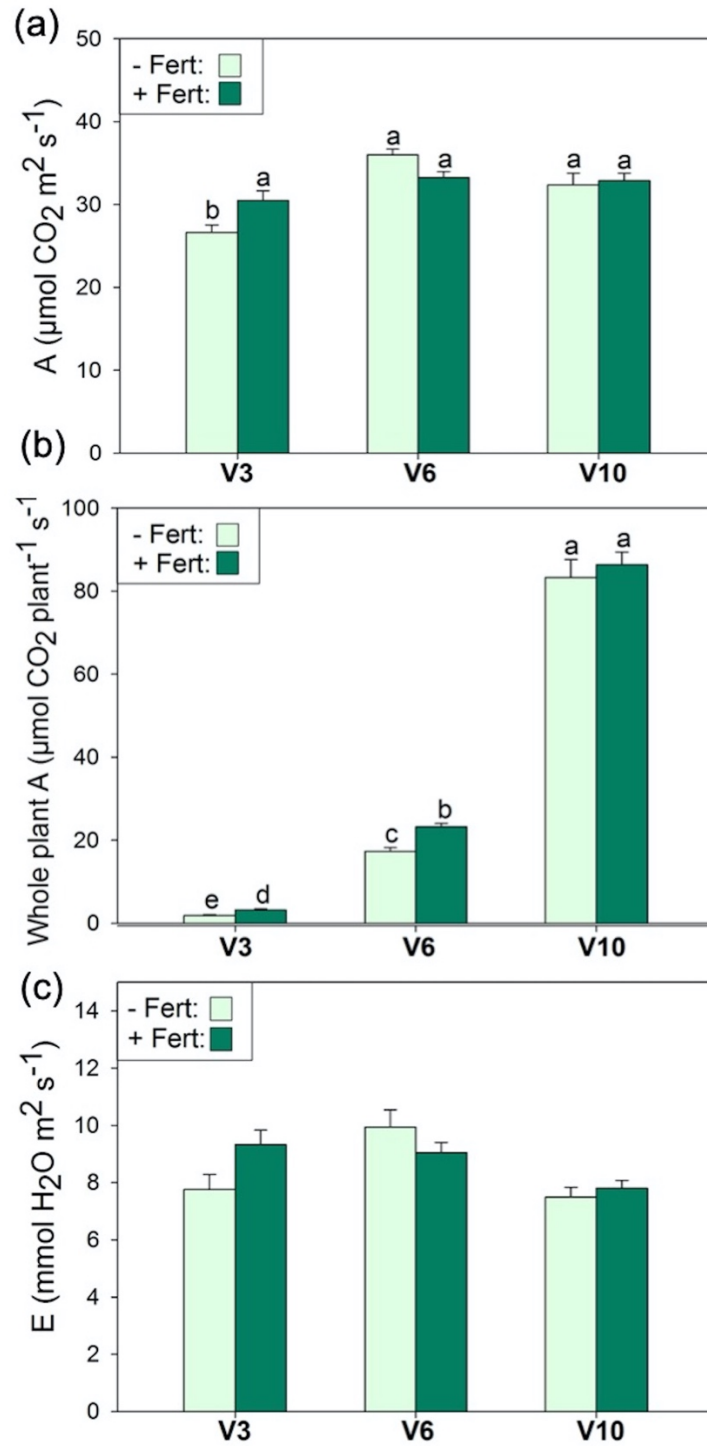 (a)
50
40
30
20
10
0
A (µmol CO2 m2 s-1)
- Fert:
+ Fert:
b a a a a a
V3 V6 V10
(b)
100
80
60
40
20
0
Whole plant A (µmol CO2 plant-1 s-1)
- Fert:
+ Fert:
e d c b a a
V3 V6 V10
(c)
14
12
10
8
6
4
2
0
E (mmol H2O m2 s-1)
- Fert:
+ Fert:
V3 V6 V10